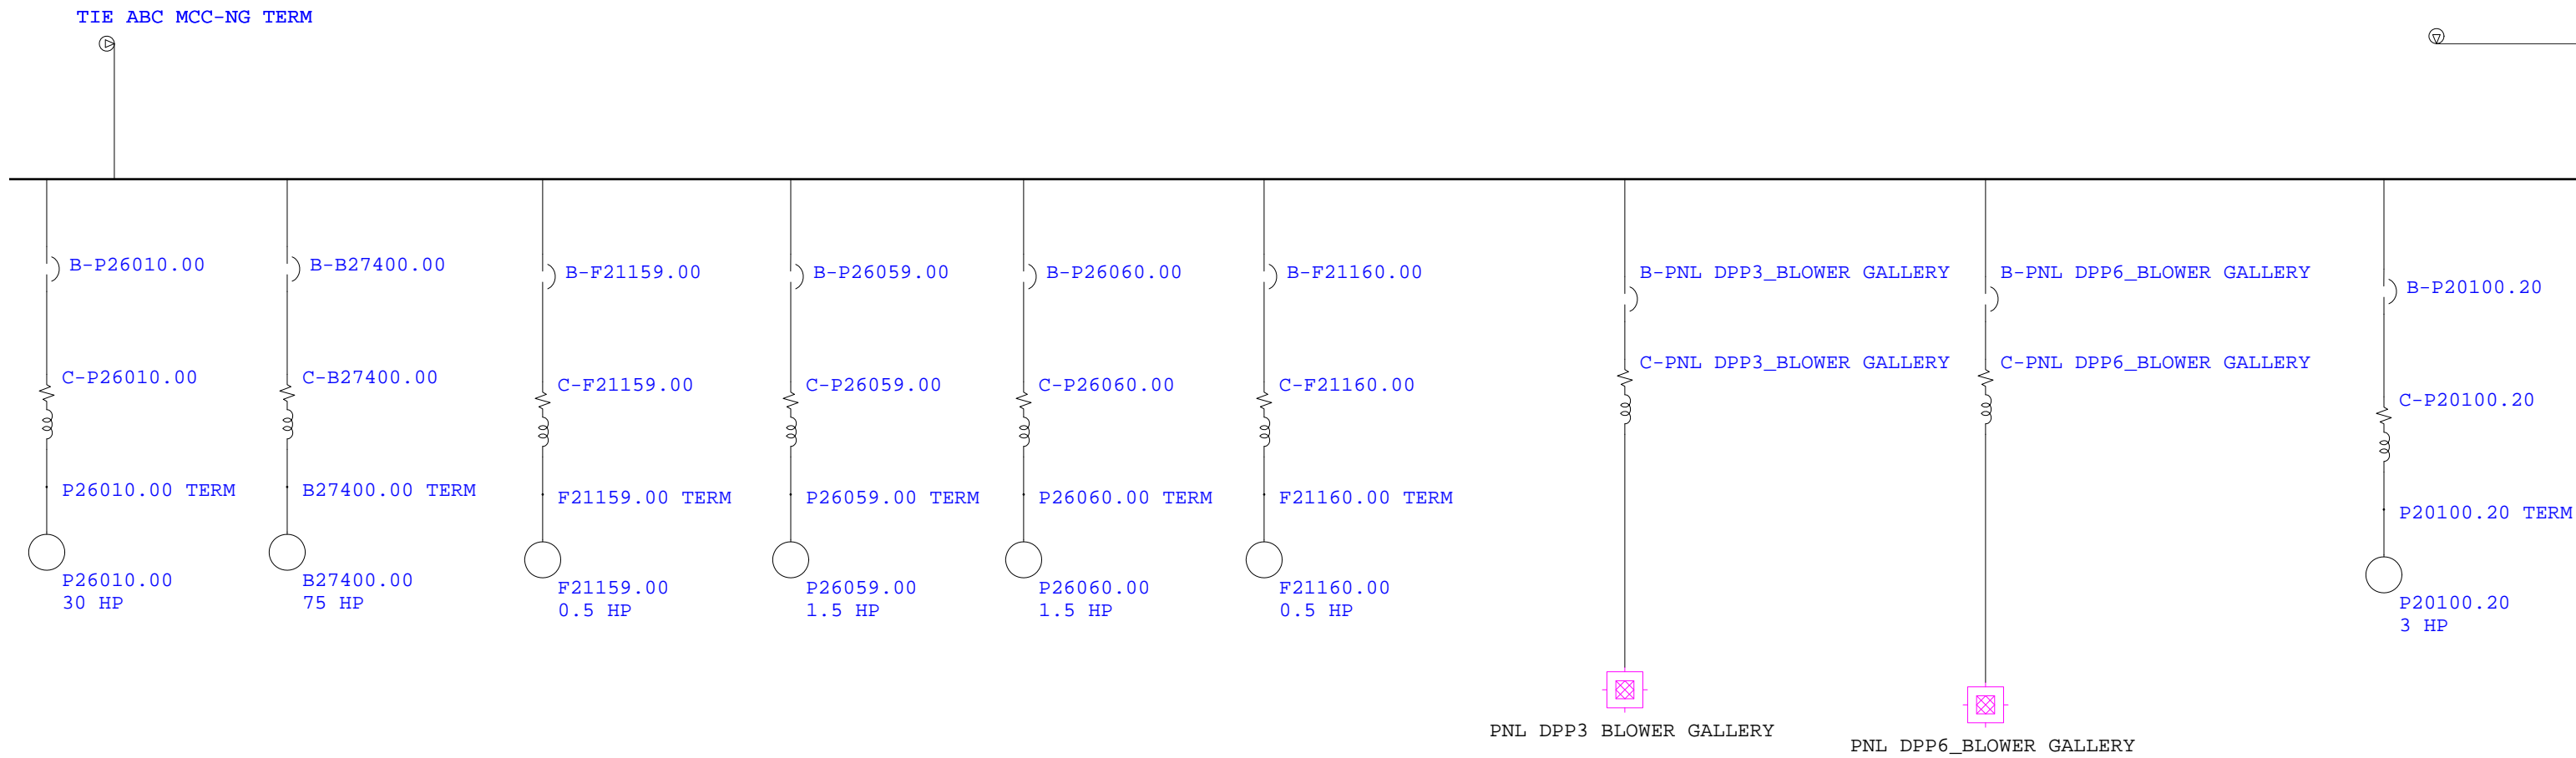 TIE ABC MCC-NG TERM
B-P26010.00
B-B27400.00
B-F21159.00
B-P26059.00
B-P26060.00
B-F21160.00
B-PNL DPP3_BLOWER GALLERY
B-PNL DPP6_BLOWER GALLERY
B-P20100.20
C-P26010.00
C-B27400.00
C-F21159.00
C-P26059.00
C-P26060.00
C-F21160.00
C-PNL DPP3_BLOWER GALLERY
C-PNL DPP6_BLOWER GALLERY
C-P20100.20
P26010.00 TERM
B27400.00 TERM
F21159.00 TERM
P26059.00 TERM
P26060.00 TERM
F21160.00 TERM
P20100.20 TERM
P26010.00
30 HP
B27400.00
75 HP
F21159.00
0.5 HP
P26059.00
1.5 HP
P26060.00
1.5 HP
F21160.00
0.5 HP
P20100.20
3 HP
PNL DPP3 BLOWER GALLERY
PNL DPP6_BLOWER GALLERY